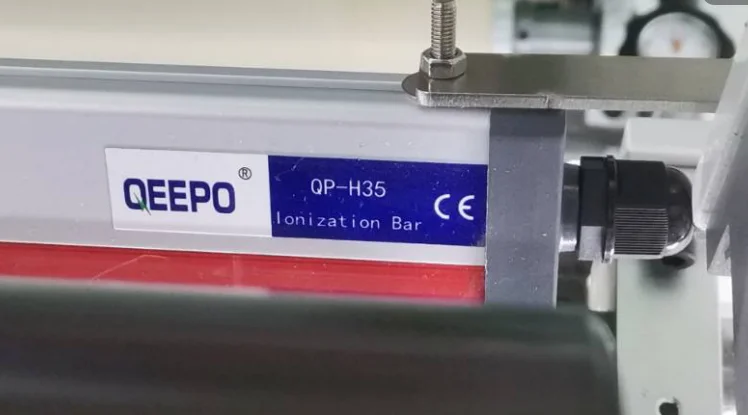 QEEPO®
QP-H35
Ionization Bar
CE